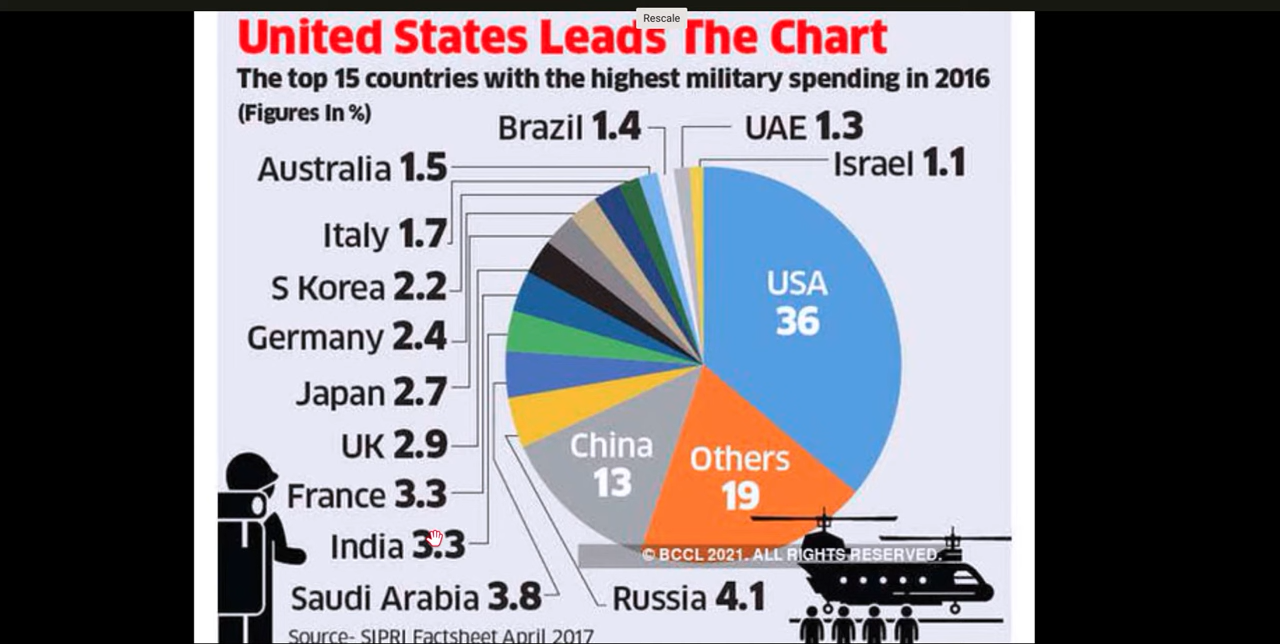 Rescale
United States Leads The Chart
The top 15 countries with the highest military spending in 2016
(Figures In %)
Brazil 1.4
UAE 1.3
Australia 1.5
Israel 1.1
Italy 1.7
S Korea 2.2
Germany 2.4
Japan 2.7
UK 2.9
France 3.3
India 3.3
Saudi Arabia 3.8
Russia 4.1
USA
36
China
13
Others
19
© BCCL 2021. ALL RIGHTS RESERVED.
Source- SIPRI Factsheet April 2017